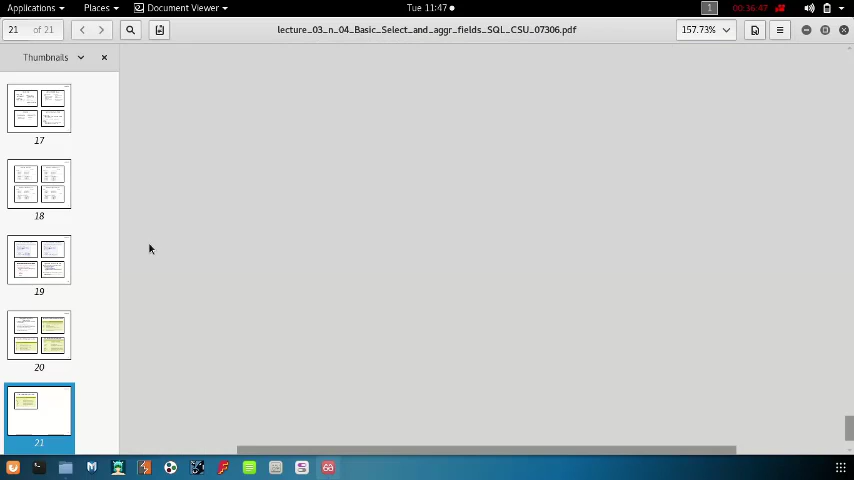 Applications Places Document Viewer Tue 11:47 1 00:16:47
21 of 21 lecture_03_n_04_Basic_Select_and_aggr_fields_SQL_CSU_07306.pdf 157.73%
Thumbnails
17
18
19
20
21